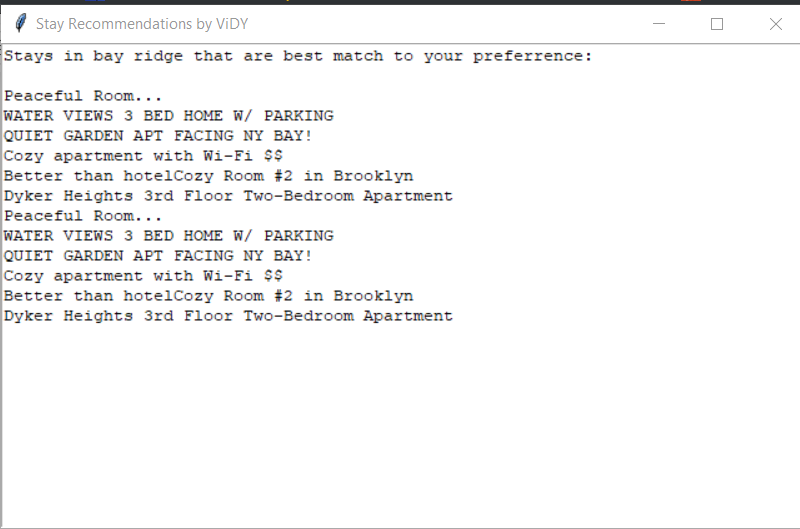 Stay Recommendations by ViDY
Stays in bay ridge that are best match to your preferrence:
Peaceful Room...
WATER VIEWS 3 BED HOME W/ PARKING
QUIET GARDEN APT FACING NY BAY!
Cozy apartment with Wi-Fi $$
Better than hotelCozy Room #2 in Brooklyn
Dyker Heights 3rd Floor Two-Bedroom Apartment
Peaceful Room...
WATER VIEWS 3 BED HOME W/ PARKING
QUIET GARDEN APT FACING NY BAY!
Cozy apartment with Wi-Fi $$
Better than hotelCozy Room #2 in Brooklyn
Dyker Heights 3rd Floor Two-Bedroom Apartment